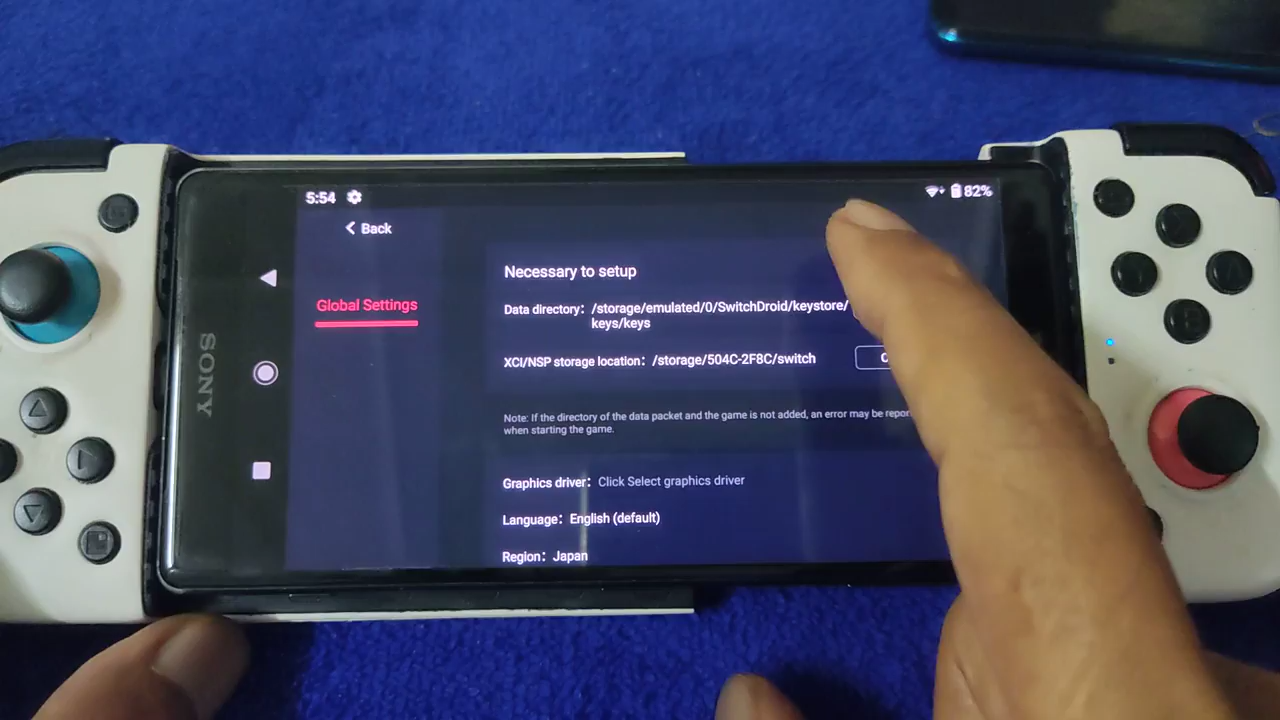 5:54
82%
Back
Global Settings
Necessary to setup
Data directory: /storage/emulated/0/SwitchDroid/keystore/
keys/keys
XCI/NSP storage location: /storage/504C-2F8C/switch
Note: If the directory of the data packet and the game is not added, an error may be
when starting the game.
Graphics driver: Click Select graphics driver
Language: English (default)
Region: Japan
SONY